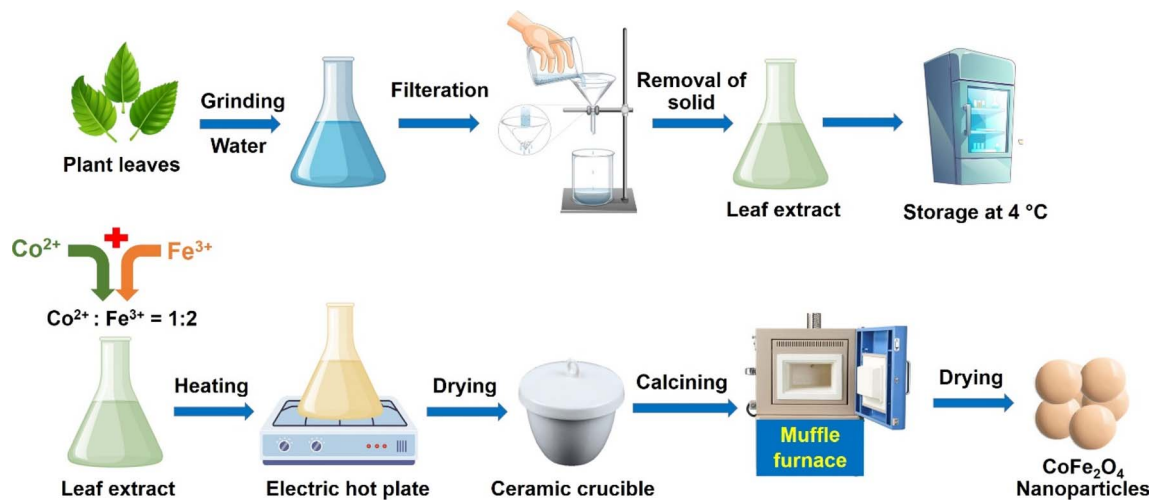 Plant leaves
Grinding
Water
Filteration
Removal of
solid
Leaf extract
Storage at 4 °C
Co²⁺
Fe³⁺
Co²⁺ : Fe³⁺ = 1:2
Leaf extract
Heating
Electric hot plate
Drying
Ceramic crucible
Calcining
Muffle
furnace
Drying
CoFe₂O₄
Nanoparticles